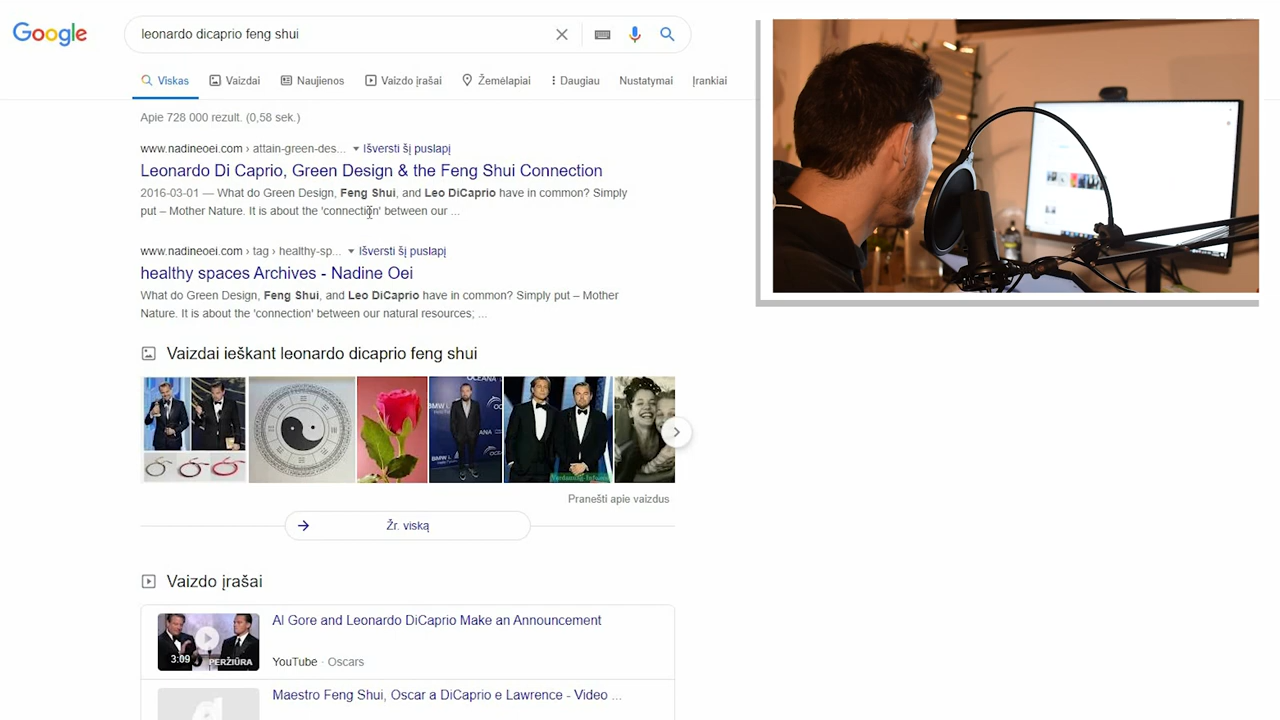 Google
leonardo dicaprio feng shui
Viskas Vaizdai Naujienos Vaizdo įrašai Žemėlapiai Daugiau Nustatymai Įrankiai
Apie 728 000 rezult. (0,58 sek.)
www.nadineoei.com › attain-green-des... Išversti šį puslapį
Leonardo Di Caprio, Green Design & the Feng Shui Connection
2016-03-01 — What do Green Design, Feng Shui, and Leo DiCaprio have in common? Simply
put – Mother Nature. It is about the 'connection' between our ...
www.nadineoei.com › tag › healthy-sp... Išversti šį puslapį
healthy spaces Archives - Nadine Oei
What do Green Design, Feng Shui, and Leo DiCaprio have in common? Simply put – Mother
Nature. It is about the 'connection' between our natural resources; ...
Vaizdai ieškant leonardo dicaprio feng shui
OCEANA
BMW
Pranešti apie vaizdus
Žr. viską
Vaizdo įrašai
Al Gore and Leonardo DiCaprio Make an Announcement
3:09 PERŽIŪRA
YouTube · Oscars
Maestro Feng Shui, Oscar a DiCaprio e Lawrence - Video ...